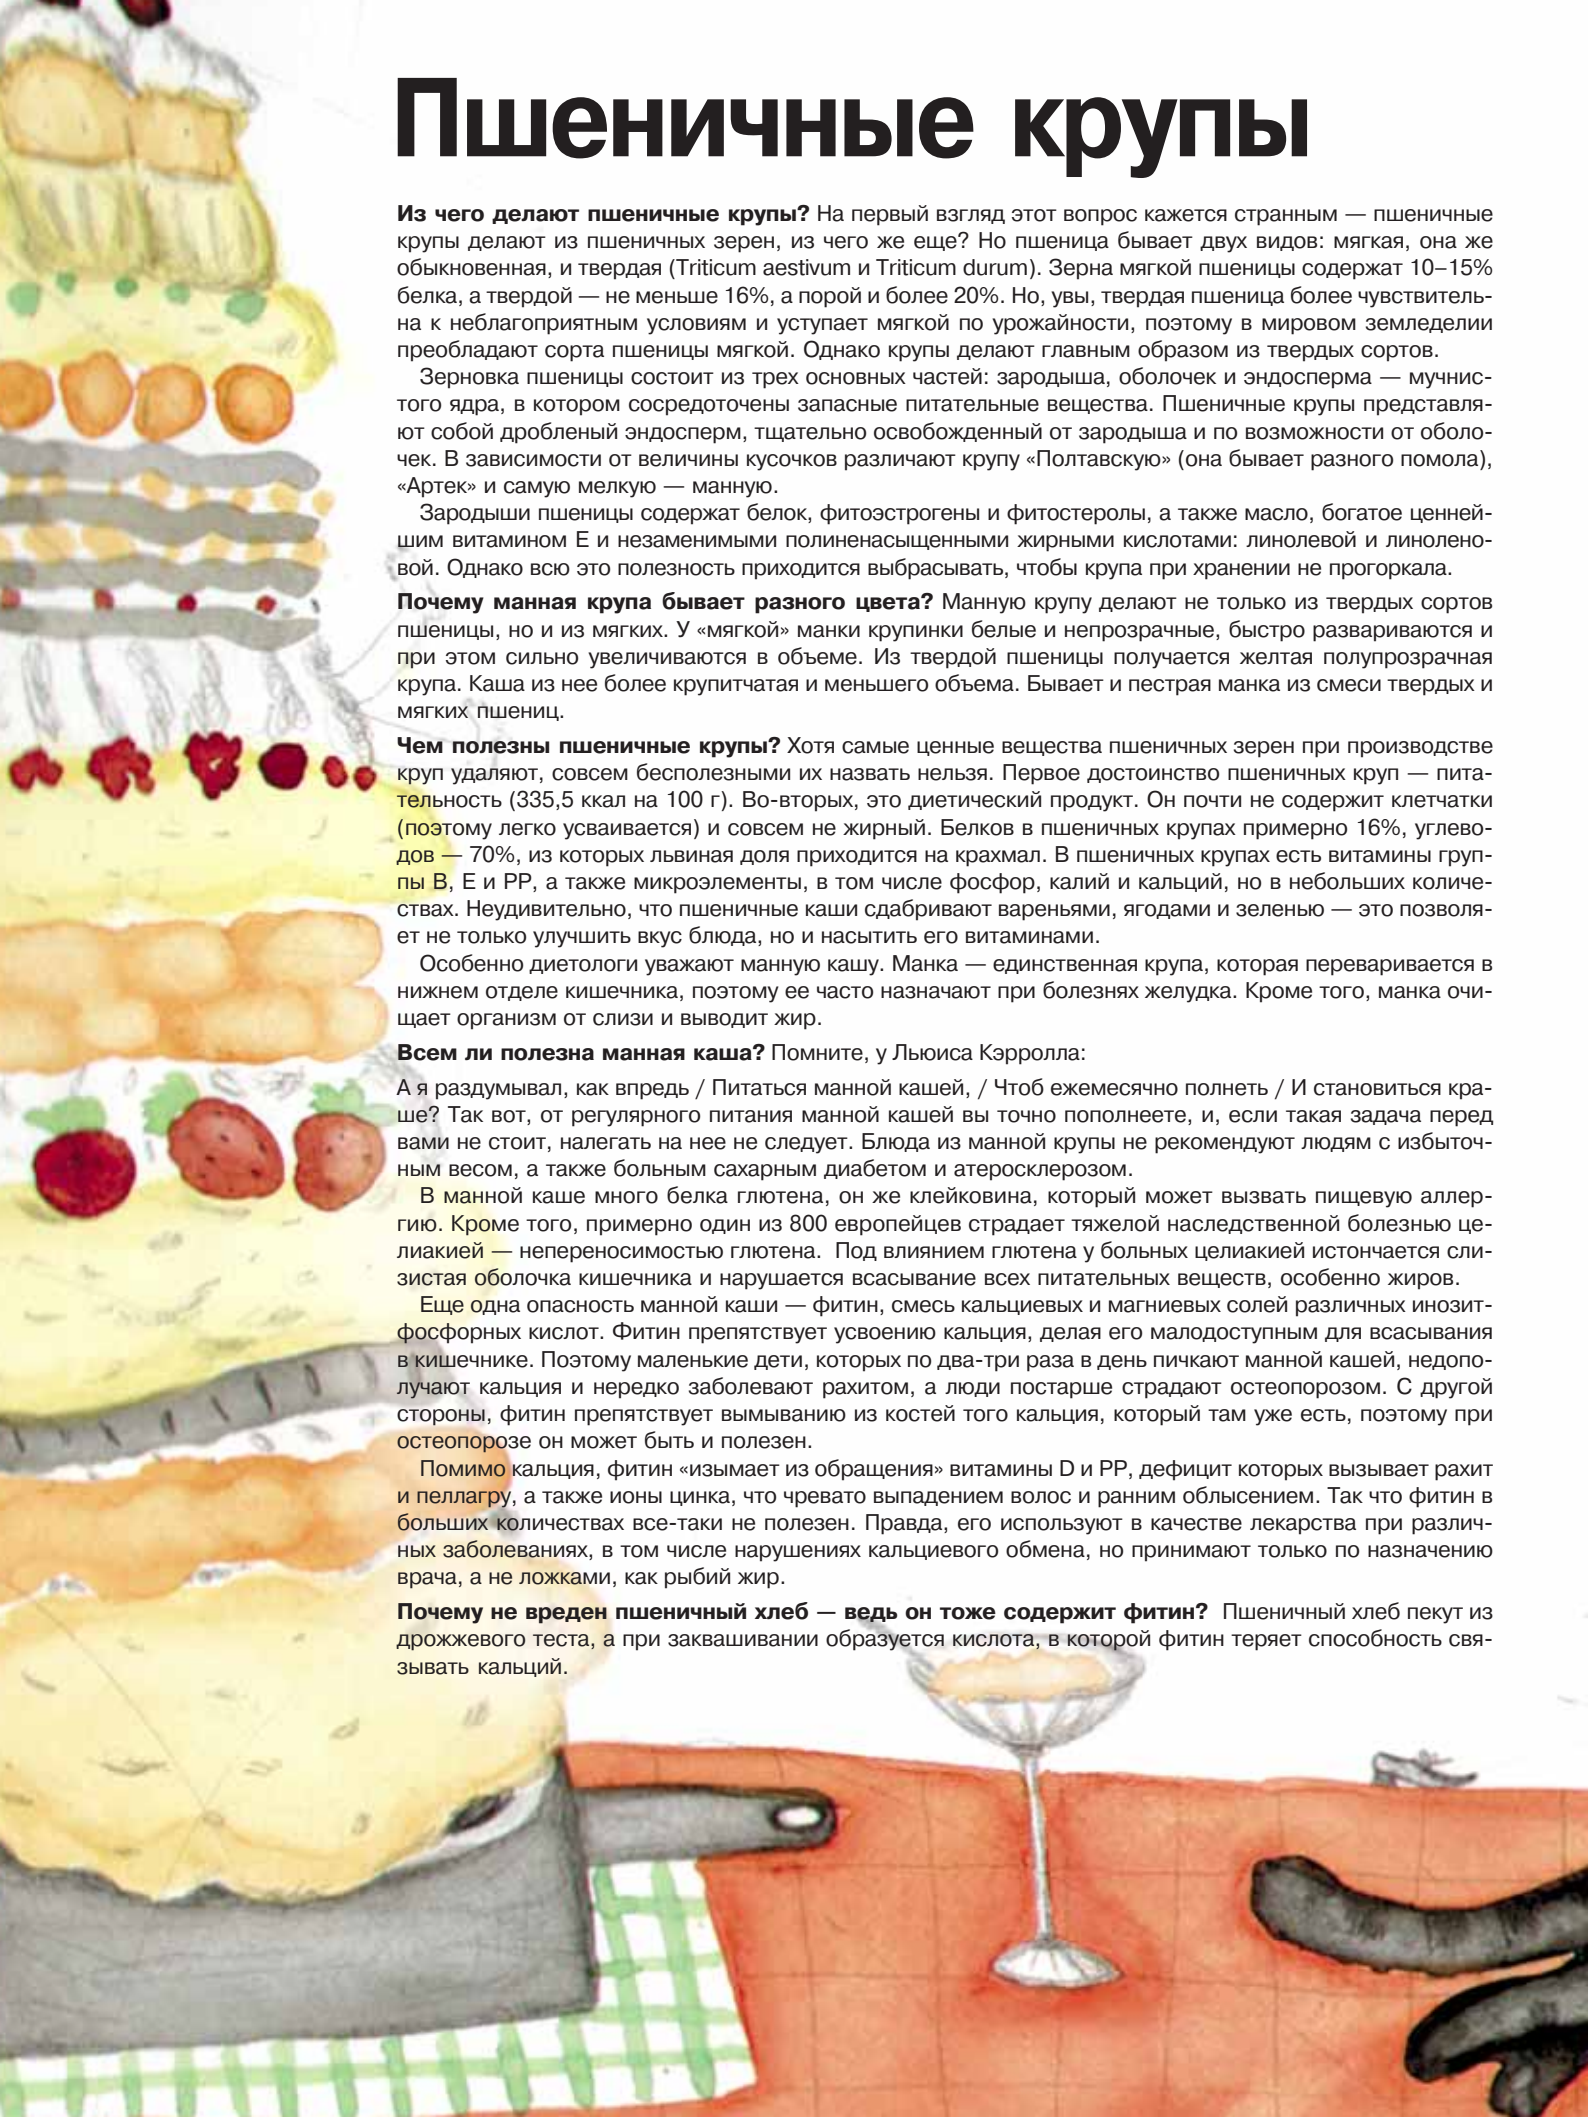 Пшеничные крупы
Из чего делают пшеничные крупы? На первый взгляд этот вопрос кажется странным — пшеничные
крупы делают из пшеничных зерен, из чего же еще? Но пшеница бывает двух видов: мягкая, она же
обыкновенная, и твердая (Triticum aestivum и Triticum durum). Зерна мягкой пшеницы содержат 10–15%
белка, а твердой — не меньше 16%, а порой и более 20%. Но, увы, твердая пшеница более чувствитель-
на к неблагоприятным условиям и уступает мягкой по урожайности, поэтому в мировом земледелии
преобладают сорта пшеницы мягкой. Однако крупы делают главным образом из твердых сортов.
Зерновка пшеницы состоит из трех основных частей: зародыша, оболочек и эндосперма — мучнис-
того ядра, в котором сосредоточены запасные питательные вещества. Пшеничные крупы представля-
ют собой дробленый эндосперм, тщательно освобожденный от зародыша и по возможности от оболо-
чек. В зависимости от величины кусочков различают крупу «Полтавскую» (она бывает разного помола),
«Артек» и самую мелкую — манную.
Зародыши пшеницы содержат белок, фитоэстрогены и фитостеролы, а также масло, богатое ценней-
шим витамином Е и незаменимыми полиненасыщенными жирными кислотами: линолевой и линолено-
вой. Однако всю это полезность приходится выбрасывать, чтобы крупа при хранении не прогоркала.
Почему манная крупа бывает разного цвета? Манную крупу делают не только из твердых сортов
пшеницы, но и из мягких. У «мягкой» манки крупинки белые и непрозрачные, быстро развариваются и
при этом сильно увеличиваются в объеме. Из твердой пшеницы получается желтая полупрозрачная
крупа. Каша из нее более крупитчатая и меньшего объема. Бывает и пестрая манка из смеси твердых и
мягких пшениц.
Чем полезны пшеничные крупы? Хотя самые ценные вещества пшеничных зерен при производстве
круп удаляют, совсем бесполезными их назвать нельзя. Первое достоинство пшеничных круп — пита-
тельность (335,5 ккал на 100 г). Во-вторых, это диетический продукт. Он почти не содержит клетчатки
(поэтому легко усваивается) и совсем не жирный. Белков в пшеничных крупах примерно 16%, углево-
дов — 70%, из которых львиная доля приходится на крахмал. В пшеничных крупах есть витамины груп-
пы В, Е и РР, а также микроэлементы, в том числе фосфор, калий и кальций, но в небольших количе-
ствах. Неудивительно, что пшеничные каши сдабривают вареньями, ягодами и зеленью — это позволя-
ет не только улучшить вкус блюда, но и насытить его витаминами.
Особенно диетологи уважают манную кашу. Манка — единственная крупа, которая переваривается в
нижнем отделе кишечника, поэтому ее часто назначают при болезнях желудка. Кроме того, манка очи-
щает организм от слизи и выводит жир.
Всем ли полезна манная каша? Помните, у Льюиса Кэрролла:
А я раздумывал, как впредь / Питаться манной кашей, / Чтоб ежемесячно полнеть / И становиться кра-
ше? Так вот, от регулярного питания манной кашей вы точно пополнеете, и, если такая задача перед
вами не стоит, налегать на нее не следует. Блюда из манной крупы не рекомендуют людям с избыточ-
ным весом, а также больным сахарным диабетом и атеросклерозом.
В манной каше много белка глютена, он же клейковина, который может вызвать пищевую аллер-
гию. Кроме того, примерно один из 800 европейцев страдает тяжелой наследственной болезнью це-
лиакией — непереносимостью глютена. Под влиянием глютена у больных целиакией истончается сли-
зистая оболочка кишечника и нарушается всасывание всех питательных веществ, особенно жиров.
Еще одна опасность манной каши — фитин, смесь кальциевых и магниевых солей различных инозит-
фосфорных кислот. Фитин препятствует усвоению кальция, делая его малодоступным для всасывания
в кишечнике. Поэтому маленькие дети, которых по два-три раза в день пичкают манной кашей, недопо-
лучают кальция и нередко заболевают рахитом, а люди постарше страдают остеопорозом. С другой
стороны, фитин препятствует вымыванию из костей того кальция, который там уже есть, поэтому при
остеопорозе он может быть и полезен.
Помимо кальция, фитин «изымает из обращения» витамины D и РР, дефицит которых вызывает рахит
и пеллагру, а также ионы цинка, что чревато выпадением волос и ранним облысением. Так что фитин в
больших количествах все-таки не полезен. Правда, его используют в качестве лекарства при различ-
ных заболеваниях, в том числе нарушениях кальциевого обмена, но принимают только по назначению
врача, а не ложками, как рыбий жир.
Почему не вреден пшеничный хлеб — ведь он тоже содержит фитин? Пшеничный хлеб пекут из
дрожжевого теста, а при заквашивании образуется кислота, в которой фитин теряет способность свя-
зывать кальций.